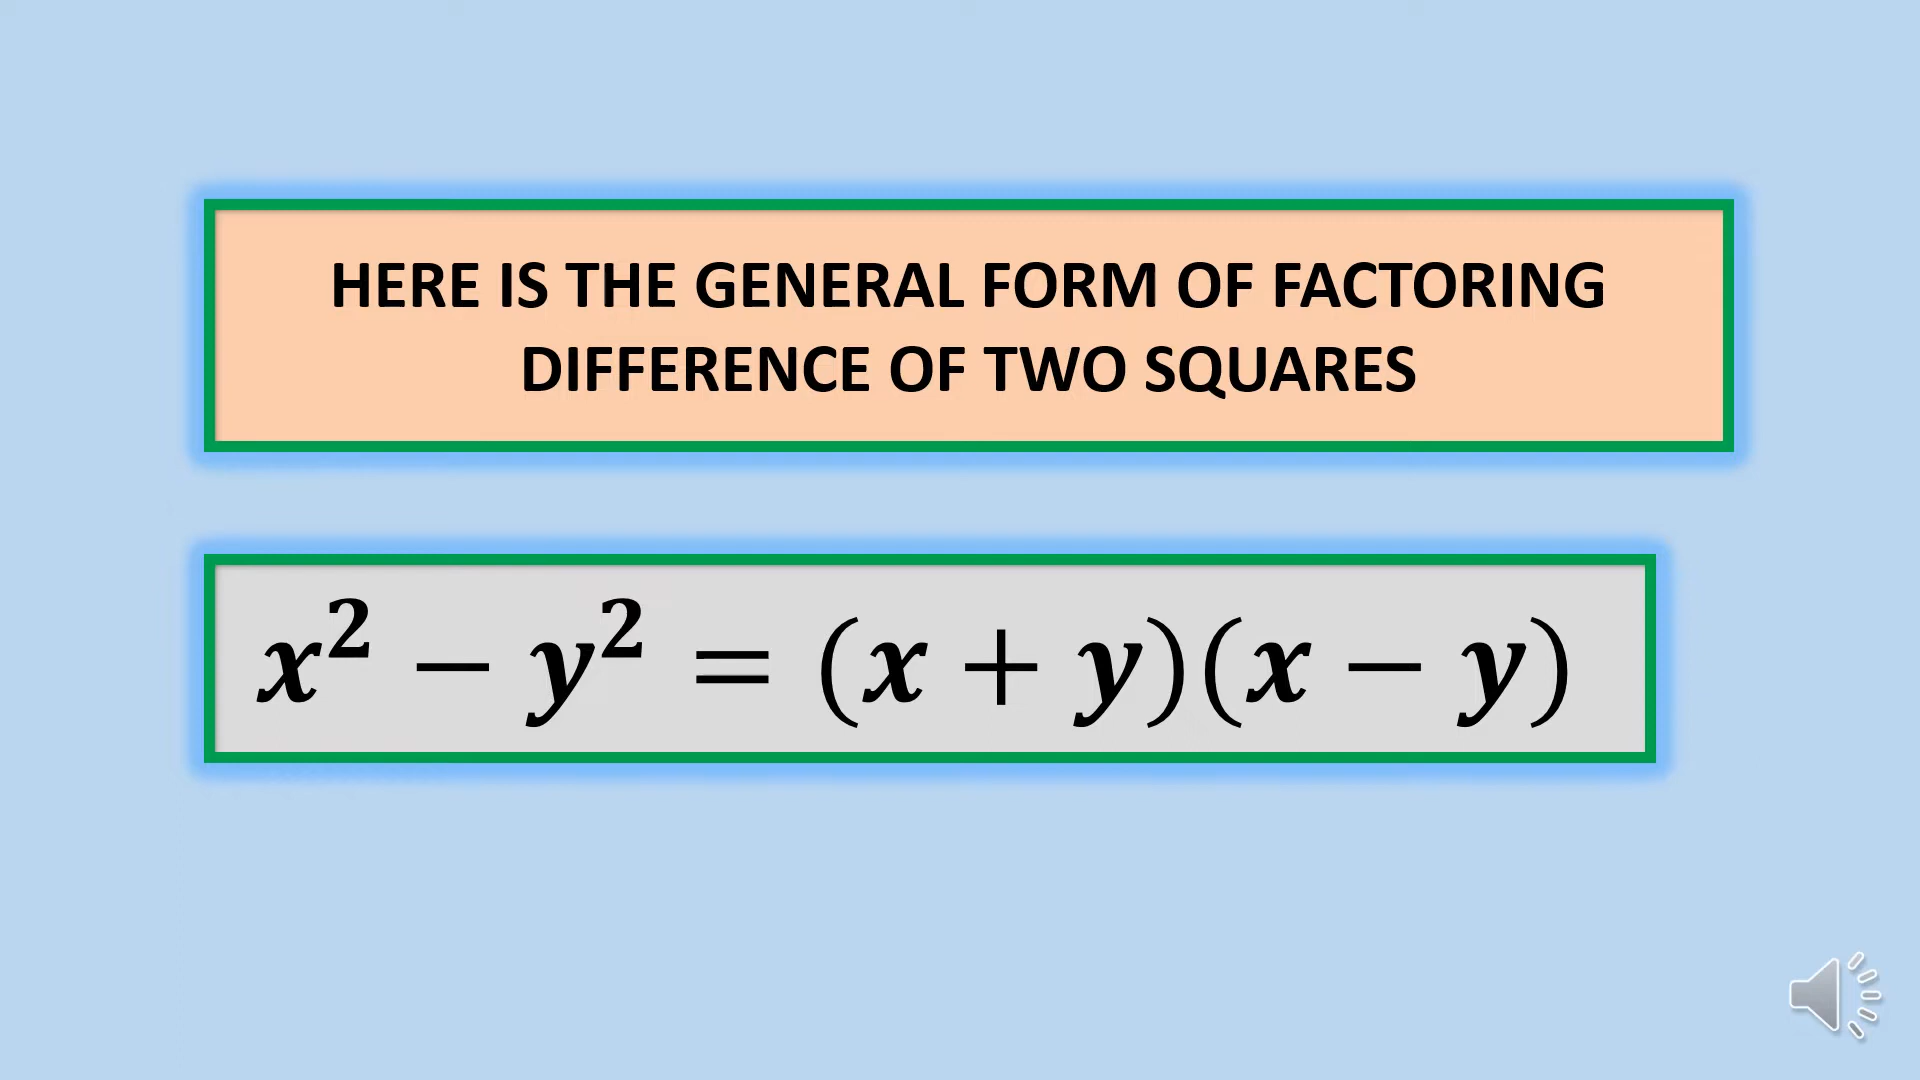 HERE IS THE GENERAL FORM OF FACTORING
DIFFERENCE OF TWO SQUARES
x² − y² = (x + y)(x − y)